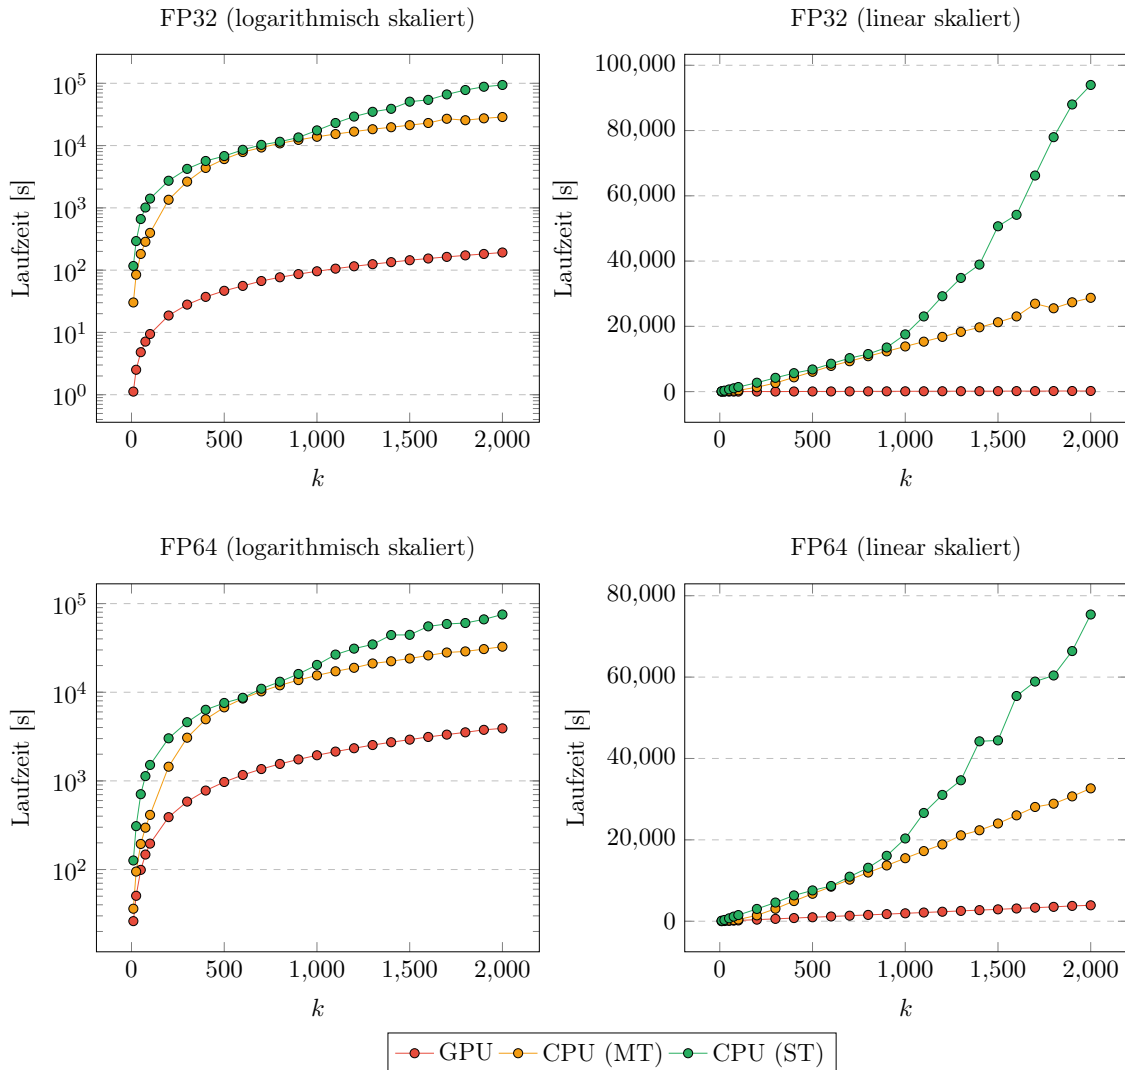 FP32 (logarithmisch skaliert)
Laufzeit [s]
10^5
10^4
10^3
10^2
10^1
10^0
0 500 1,000 1,500 2,000
k
FP32 (linear skaliert)
Laufzeit [s]
100,000
80,000
60,000
40,000
20,000
0
0 500 1,000 1,500 2,000
k
FP64 (logarithmisch skaliert)
Laufzeit [s]
10^5
10^4
10^3
10^2
0 500 1,000 1,500 2,000
k
FP64 (linear skaliert)
Laufzeit [s]
80,000
60,000
40,000
20,000
0
0 500 1,000 1,500 2,000
k
GPU CPU (MT) CPU (ST)